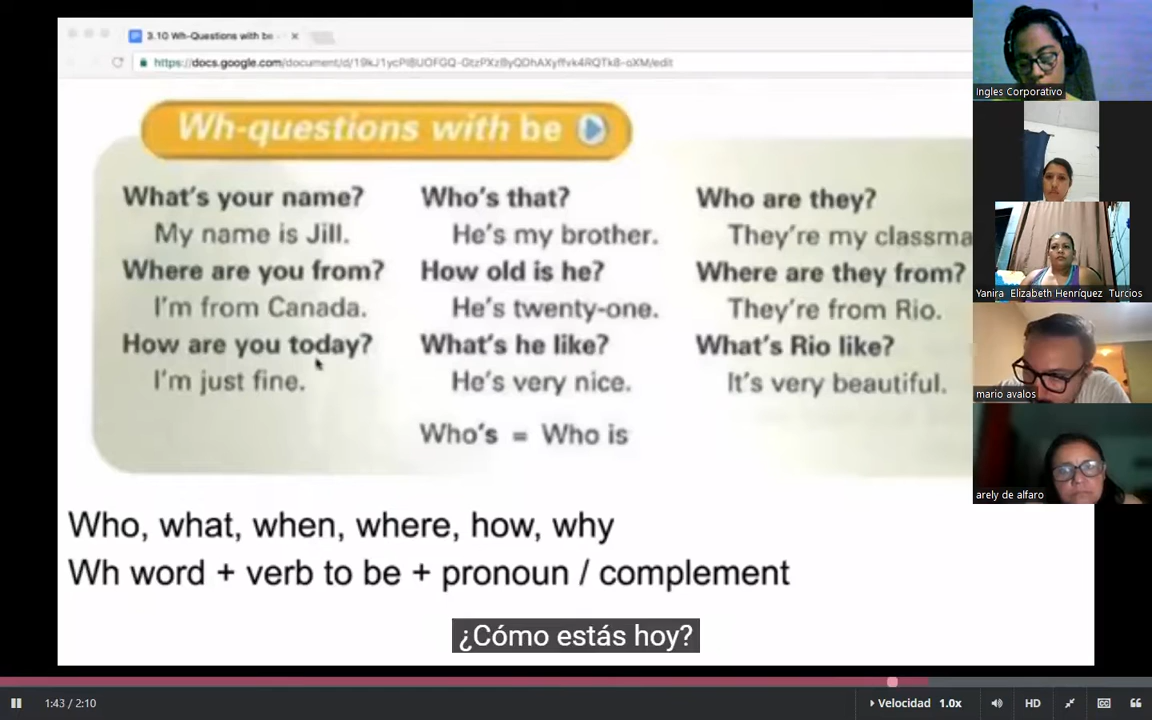 3.10 Wh-Questions with be
https://docs.google.com/document/d/
Wh-questions with be
What's your name?
My name is Jill.
Where are you from?
I'm from Canada.
How are you today?
I'm just fine.
Who's that?
He's my brother.
How old is he?
He's twenty-one.
What's he like?
He's very nice.
Who's = Who is
Who are they?
They're my classma
Where are they from?
They're from Rio.
What's Rio like?
It's very beautiful.
Who, what, when, where, how, why
Wh word + verb to be + pronoun / complement
¿Cómo estás hoy?
Ingles Corporativo
Yanira Elizabeth Henríquez Turcios
mario avalos
arely de alfaro
1:43 / 2:10
Velocidad 1.0x
HD